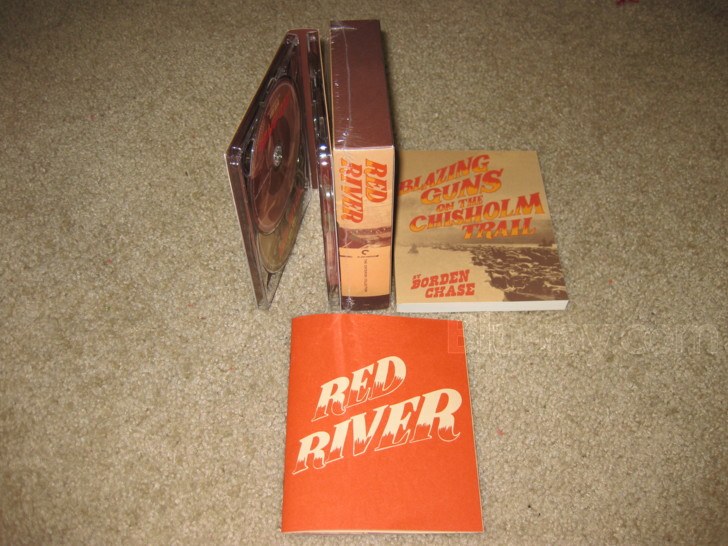 RED
RIVER
BLAZING
GUNS
ON THE
CHISHOLM
TRAIL
BY BORDEN
CHASE
RED
RIVER